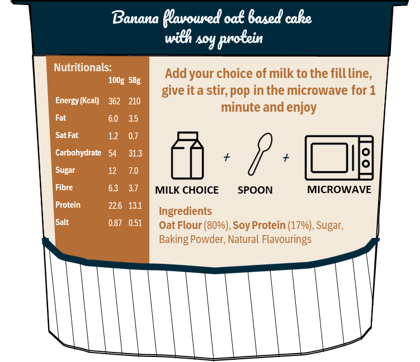 Banana flavoured oat based cake
with soy protein
Nutritionals:
100g 58g
Energy(Kcal) 362 210
Fat 6.0 3.5
Sat Fat 1.2 0.7
Carbohydrate 54 31.3
Sugar 12 7.0
Fibre 6.3 3.7
Protein 22.6 13.1
Salt 0.87 0.51
Add your choice of milk to the fill line,
give it a stir, pop in the microwave for 1
minute and enjoy
+ +
MILK CHOICE SPOON MICROWAVE
Ingredients
Oat Flour (80%), Soy Protein (17%), Sugar,
Baking Powder, Natural Flavourings